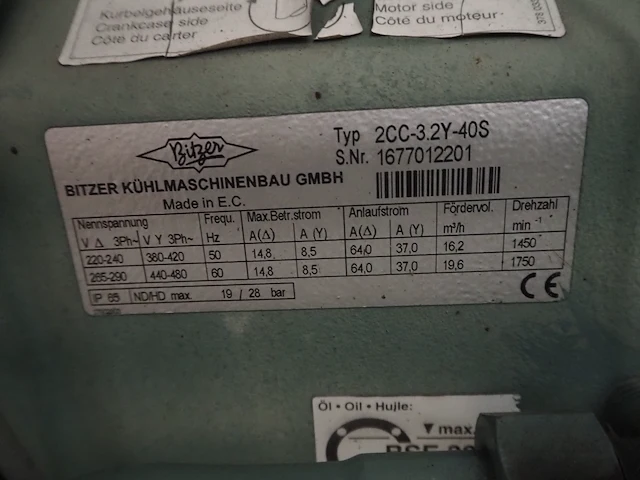 Kurbelgehäuseseite
Crankcase side
Côté du carter
Motor side
Côté du moteur
Bitzer
Typ 2CC-3.2Y-40S
S.Nr. 1677012201
BITZER KÜHLMASCHINENBAU GMBH
Made in E.C.
Nennspannung Frequ. Max.Betr.strom Anlaufstrom Fördervol. Drehzahl
V Δ 3Ph~ V Y 3Ph~ Hz A(Δ) A (Y) A(Δ) A (Y) m³/h min⁻¹
220-240 380-420 50 14,8 8,5 64,0 37,0 16,2 1450
265-290 440-480 60 14,8 8,5 64,0 37,0 19,6 1750
IP 65 ND/HD max. 19 / 28 bar
CE
Öl • Oil • Hujle:
▼max.